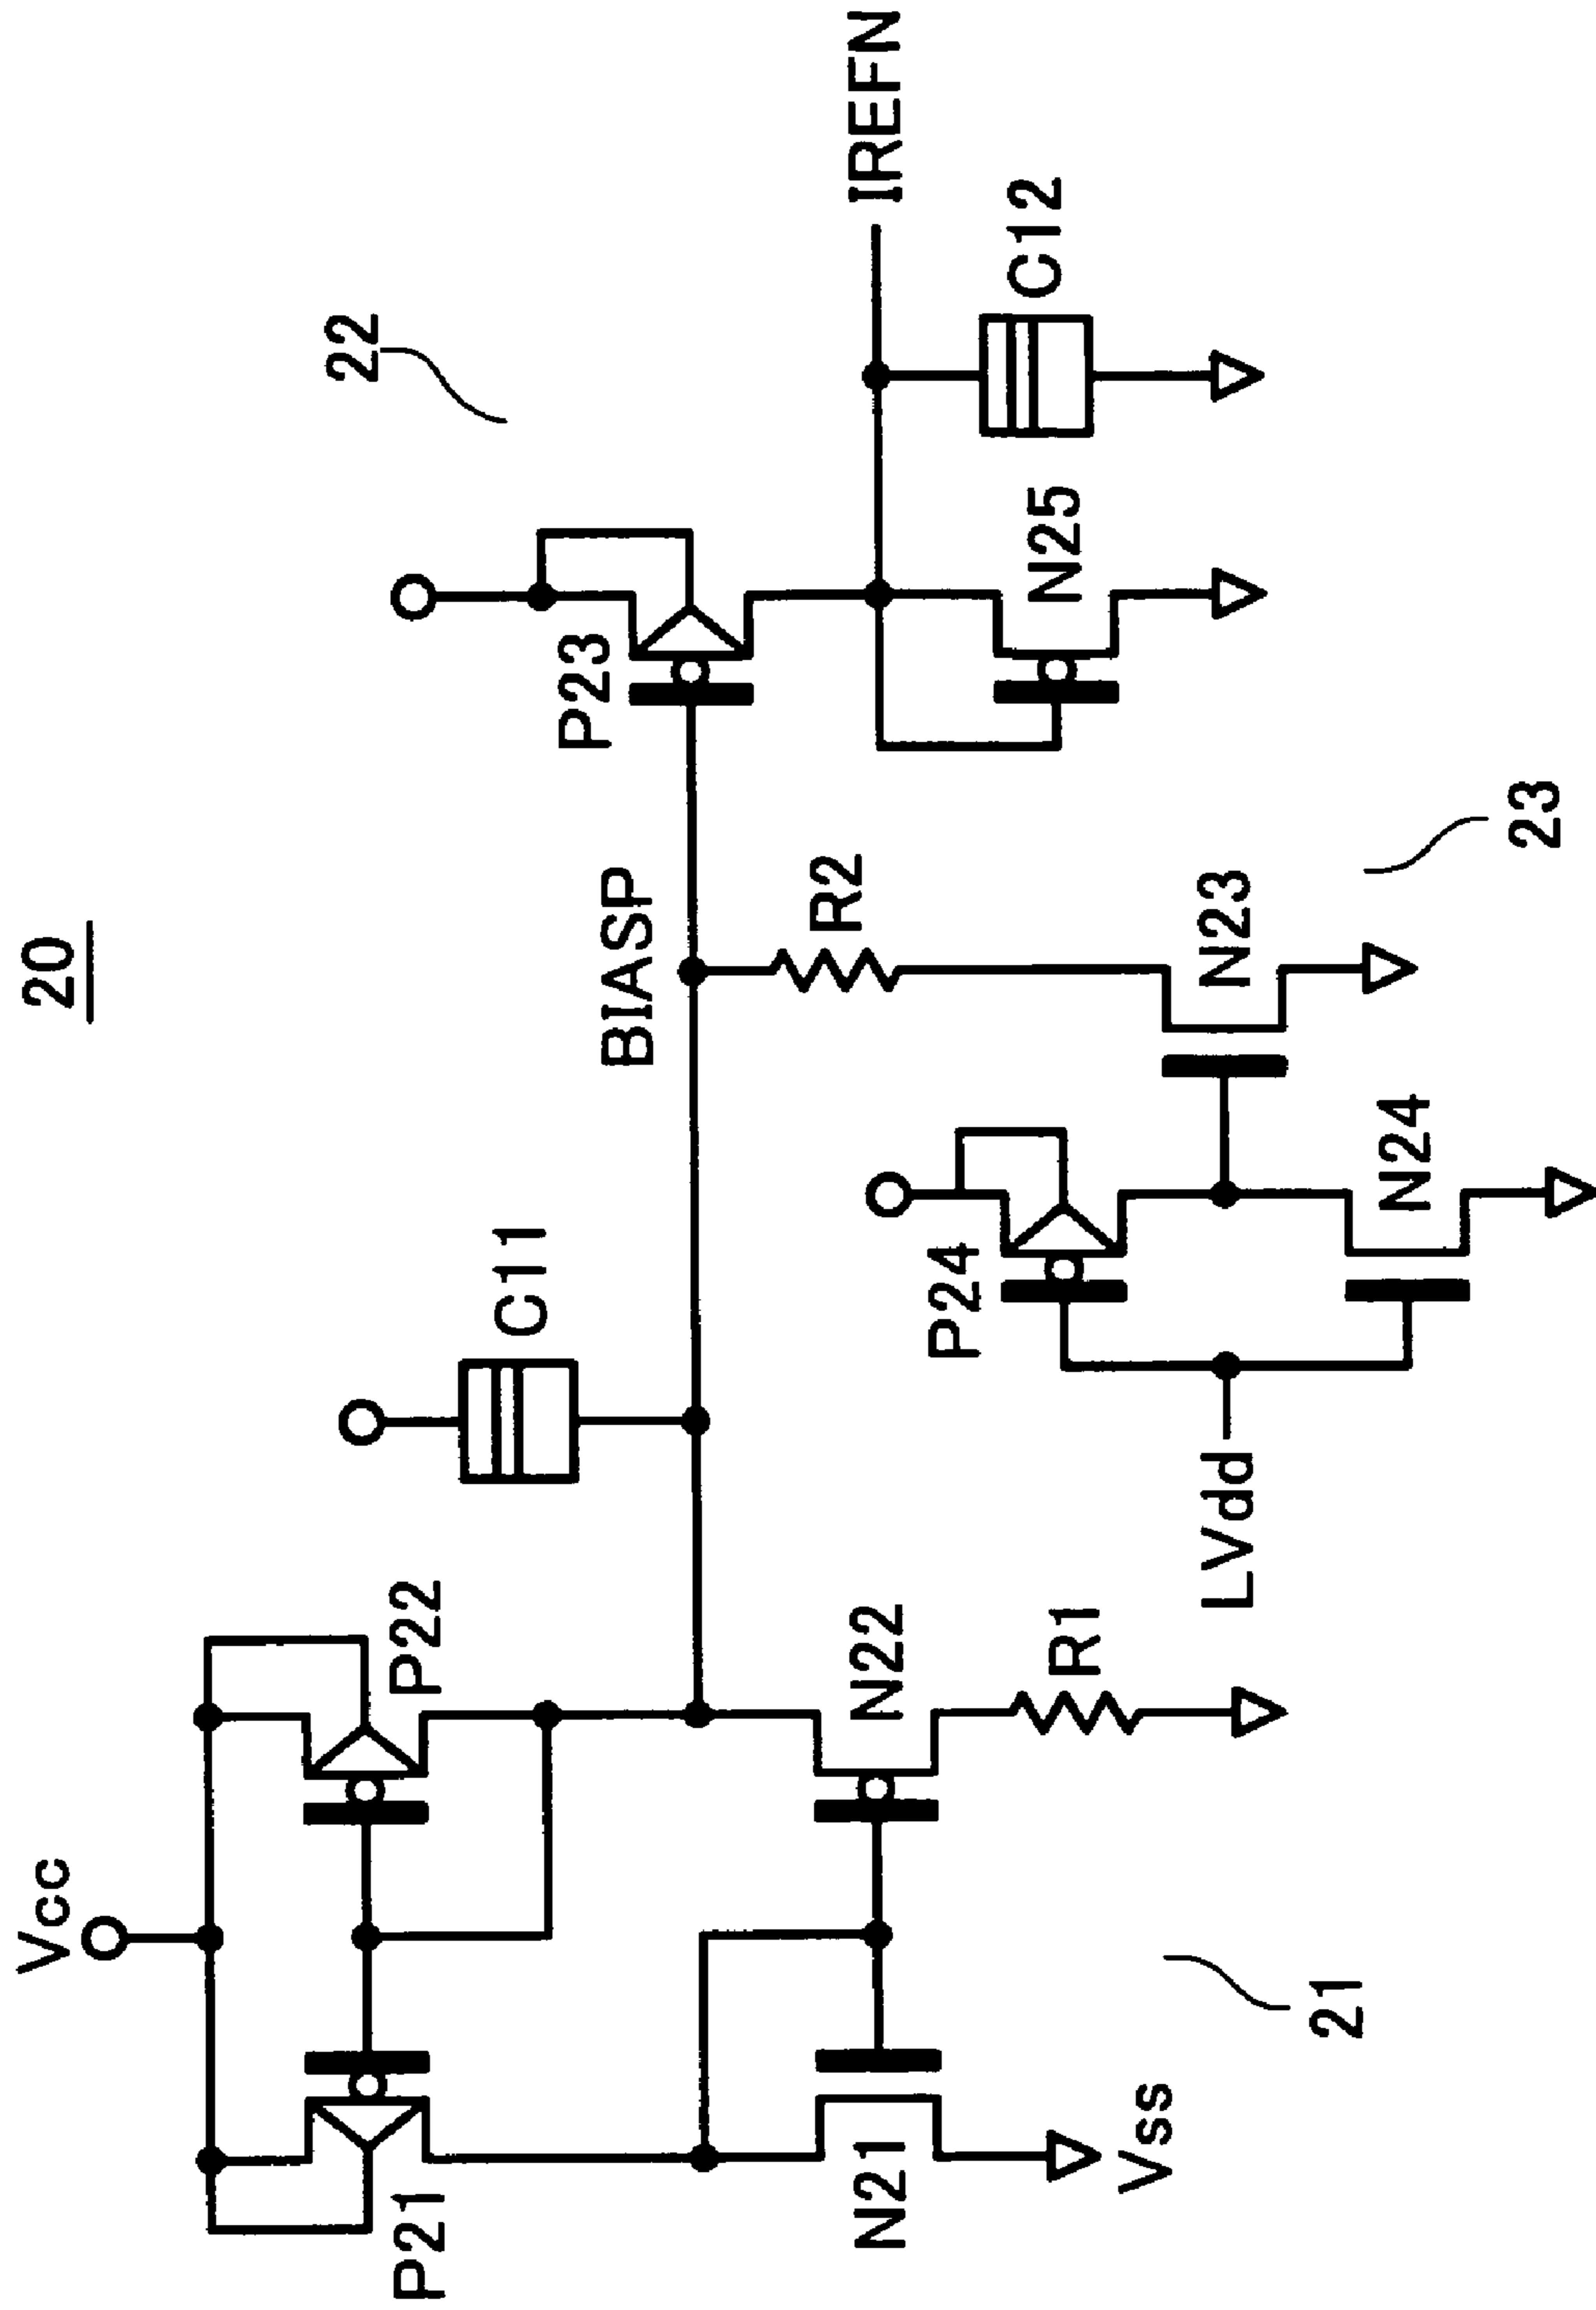 20
Vcc
P21
P22
C11
BIASP
P23
22
IREFN
N21
N22
R1
Vss
21
LVdd
P24
N24
R2
N23
23
N25
C12